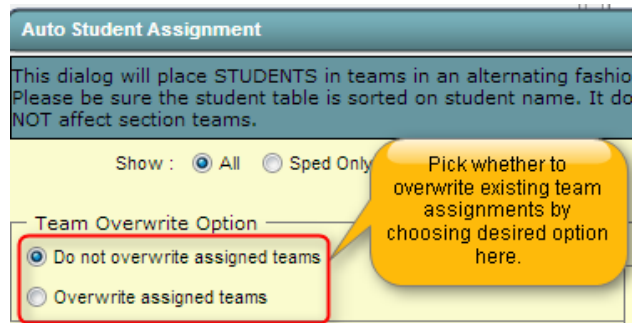 Auto Student Assignment
This dialog will place STUDENTS in teams in an alternating fashio
Please be sure the student table is sorted on student name. It do
NOT affect section teams.
Show : All Sped Only
Pick whether to
overwrite existing team
assignments by
choosing desired option
here.
Team Overwrite Option
Do not overwrite assigned teams
Overwrite assigned teams